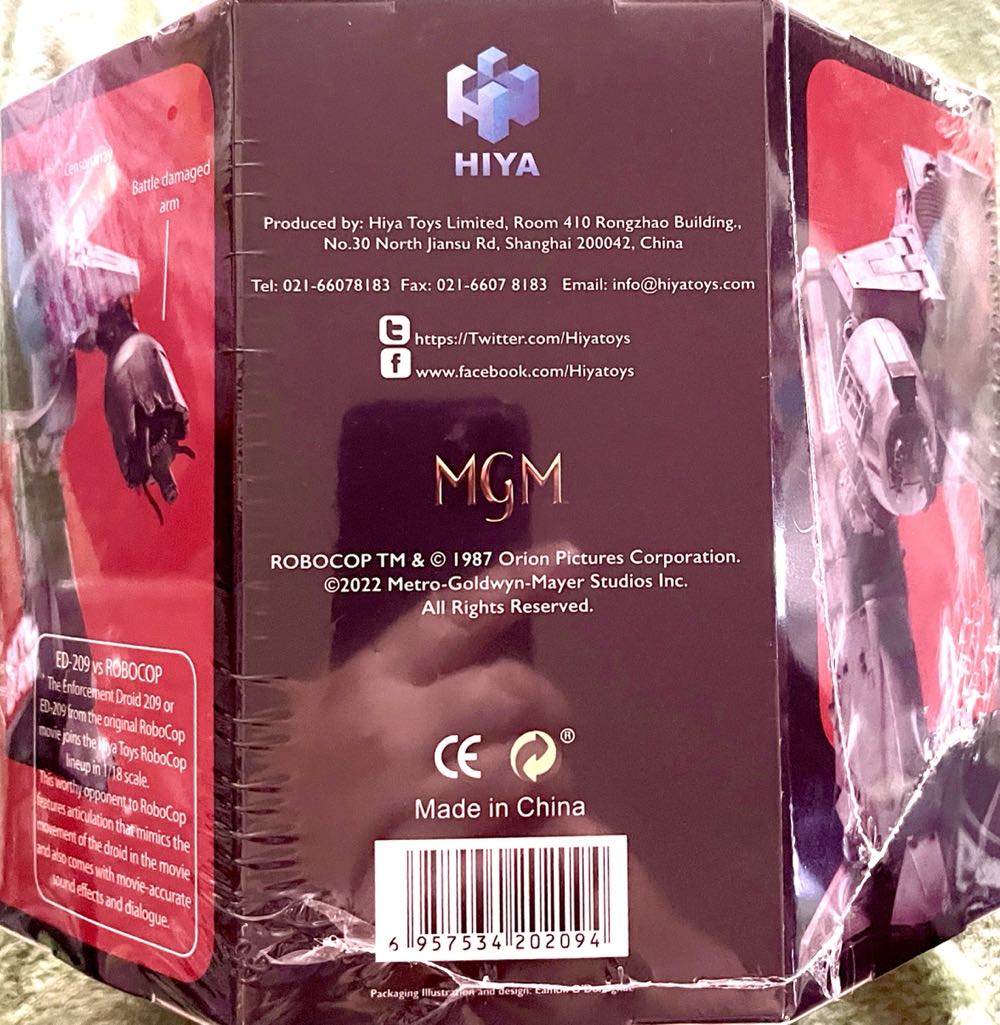 Battle damaged
arm
ED-209 vs ROBOCOP
* The Enforcement Droid 209 or
ED-209 from the original RoboCop
movie joins the Hiya Toys RoboCop
lineup in 1/18 scale.
This worthy opponent to RoboCop
features articulation that mimics the
movement of the droid in the movie
and also comes with movie-accurate
sound effects and dialogue.
HIYA
Produced by: Hiya Toys Limited, Room 410 Rongzhao Building.,
No.30 North Jiansu Rd, Shanghai 200042, China
Tel: 021-66078183 Fax: 021-6607 8183 Email: info@hiyatoys.com
t https://Twitter.com/Hiyatoys
f www.facebook.com/Hiyatoys
MGM
ROBOCOP TM & © 1987 Orion Pictures Corporation.
©2022 Metro-Goldwyn-Mayer Studios Inc.
All Rights Reserved.
CE ®
Made in China
6 957534 202094
Packaging Illustration and design: Eamon